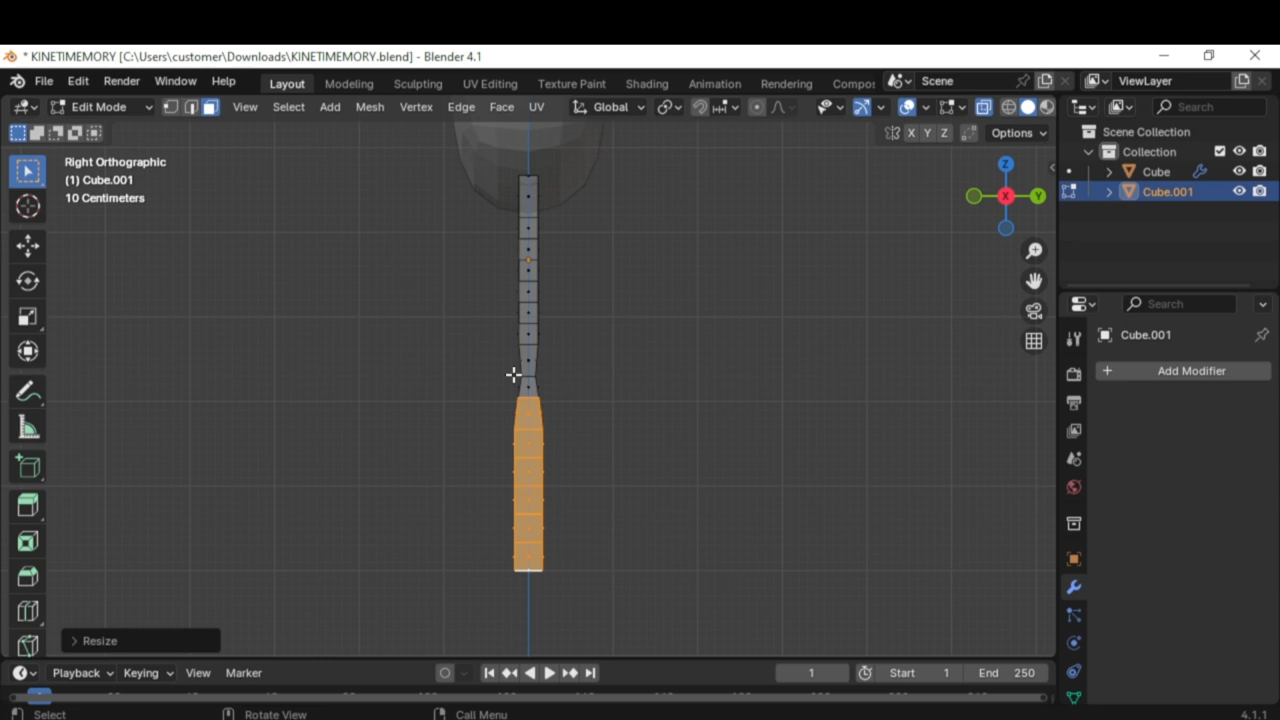 * KINETIMEMORY [C:\Users\customer\Downloads\KINETIMEMORY.blend] - Blender 4.1
File Edit Render Window Help Layout Modeling Sculpting UV Editing Texture Paint Shading Animation Rendering Compos Scene ViewLayer
Edit Mode View Select Add Mesh Vertex Edge Face UV Global Search
X Y Z Options
Scene Collection
Collection
Cube
Cube.001
Right Orthographic
(1) Cube.001
10 Centimeters
Z
X
Y
Search
Cube.001
Add Modifier
Resize
Playback Keying View Marker 1 Start 1 End 250
Select Rotate View Call Menu 4.1.1